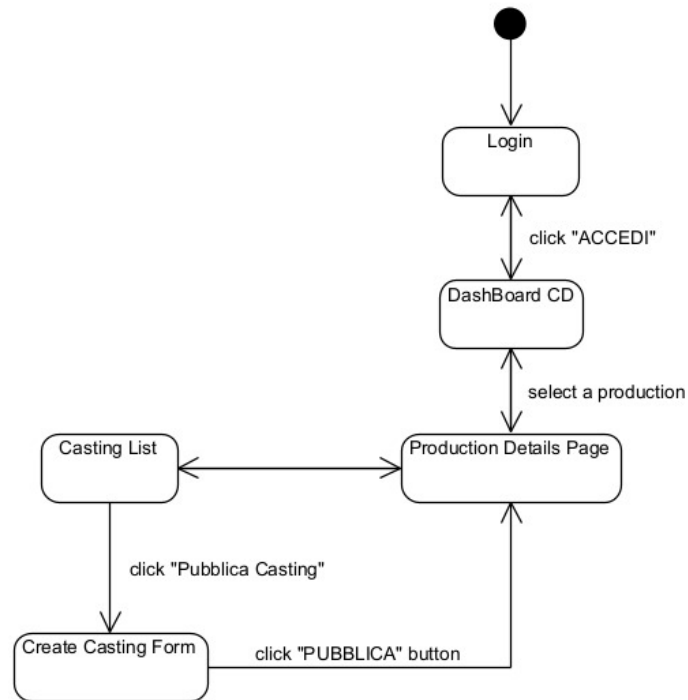 Login
click "ACCEDI"
DashBoard CD
select a production
Casting List
Production Details Page
click "Pubblica Casting"
Create Casting Form
click "PUBBLICA" button